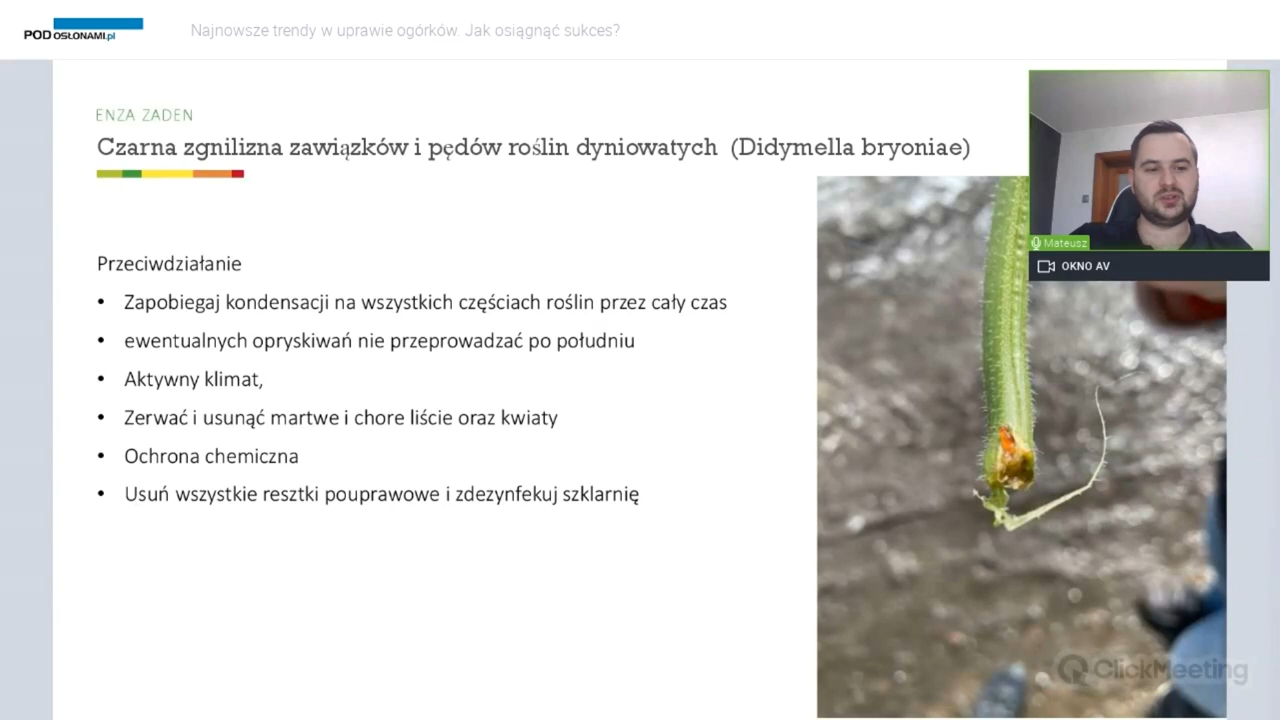 POD OSŁONAMI.pl
Najnowsze trendy w uprawie ogórków. Jak osiągnąć sukces?
ENZA ZADEN
Czarna zgnilizna zawiązków i pędów roślin dyniowatych (Didymella bryoniae)
Mateusz
OKNO AV
Przeciwdziałanie
• Zapobiegaj kondensacji na wszystkich częściach roślin przez cały czas
• ewentualnych opryskiwań nie przeprowadzać po południu
• Aktywny klimat,
• Zerwać i usunąć martwe i chore liście oraz kwiaty
• Ochrona chemiczna
• Usuń wszystkie resztki pouprawowe i zdezynfekuj szklarnię
ClickMeeting